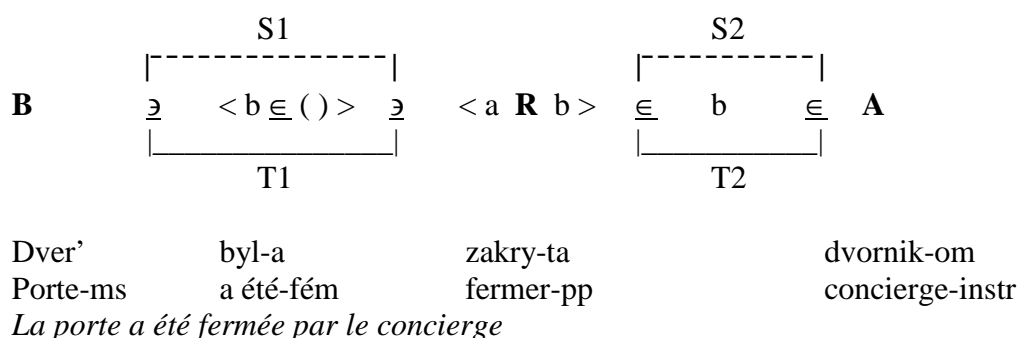 S1 S2
B ∋ < b ∈ ( ) > ∋ < a R b > ∈ b ∈ A
T1 T2
Dver’ byl-a zakry-ta dvornik-om
Porte-ms a été-fém fermer-pp concierge-instr
La porte a été fermée par le concierge